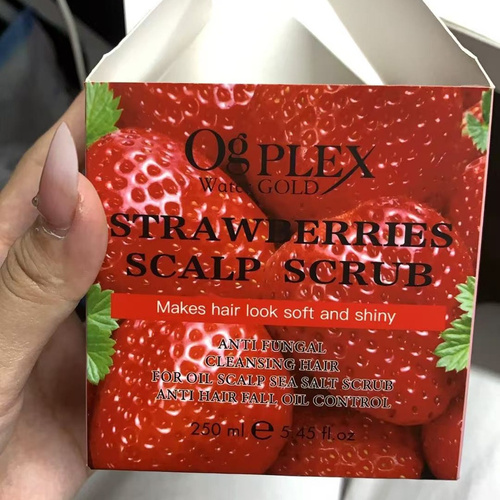 Og PLEX
Water GOLD
STRAWBERRIES
SCALP SCRUB
Makes hair look soft and shiny
ANTI FUNGAL
CLEANSING HAIR
FOR OIL SCALP SEA SALT SCRUB
ANTI HAIR FALL, OIL CONTROL
250 ml e 5.45 fl.oz